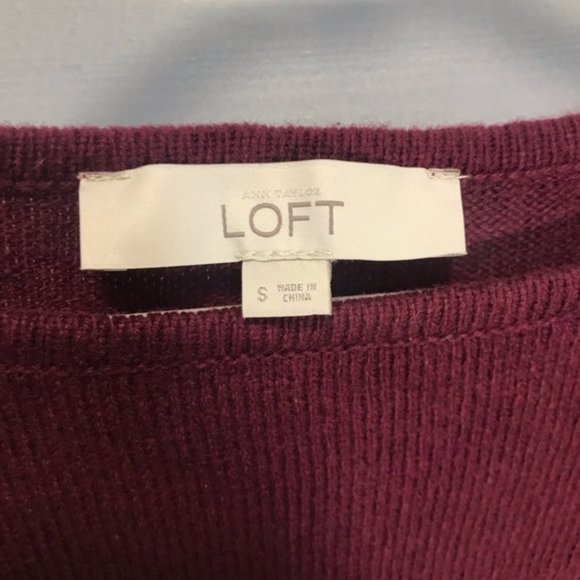 ANN TAYLOR
LOFT
S
MADE IN
CHINA